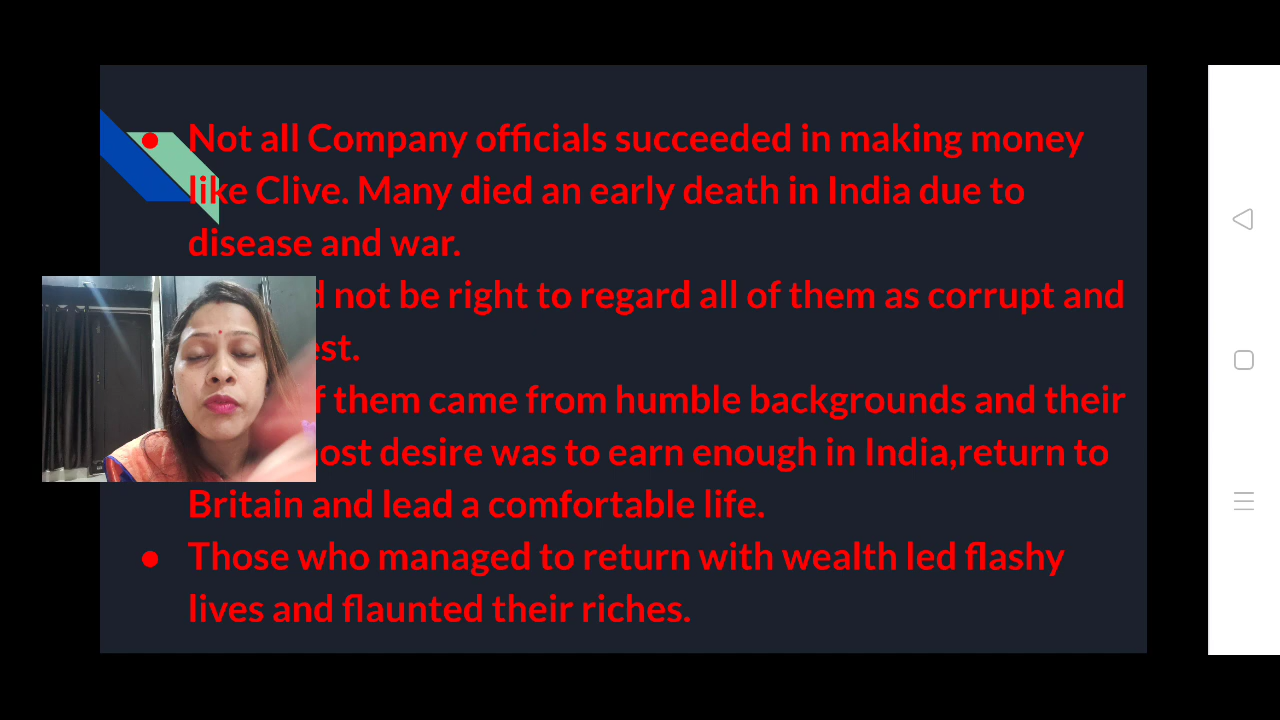 Not all Company officials succeeded in making money
like Clive. Many died an early death in India due to
disease and war.
not be right to regard all of them as corrupt and
them came from humble backgrounds and their
desire was to earn enough in India,return to
Britain and lead a comfortable life.
Those who managed to return with wealth led flashy
lives and flaunted their riches.